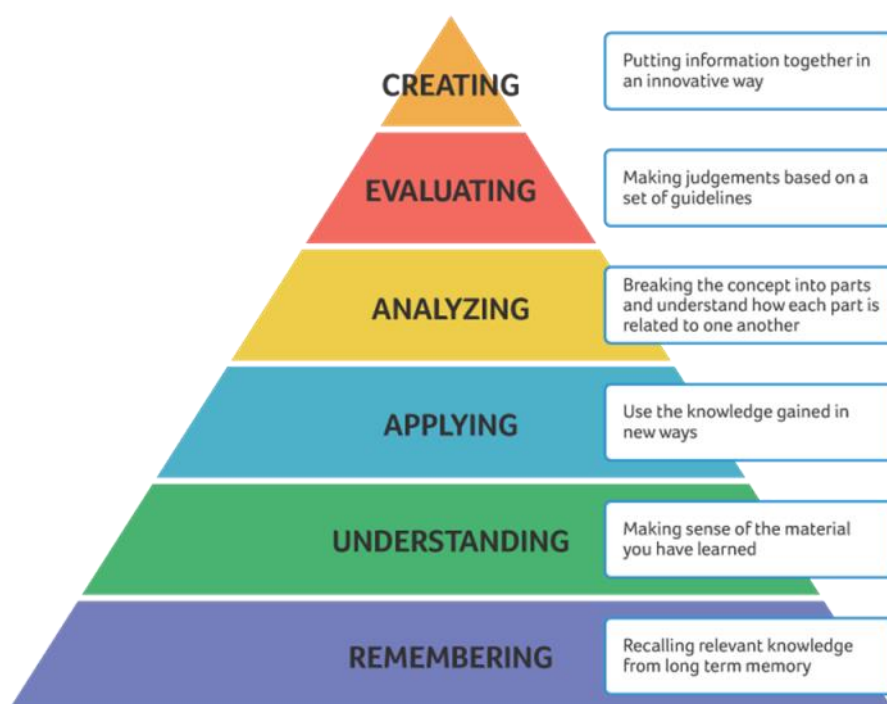 CREATING
Putting information together in
an innovative way
EVALUATING
Making judgements based on a
set of guidelines
ANALYZING
Breaking the concept into parts
and understand how each part is
related to one another
APPLYING
Use the knowledge gained in
new ways
UNDERSTANDING
Making sense of the material
you have learned
REMEMBERING
Recalling relevant knowledge
from long term memory